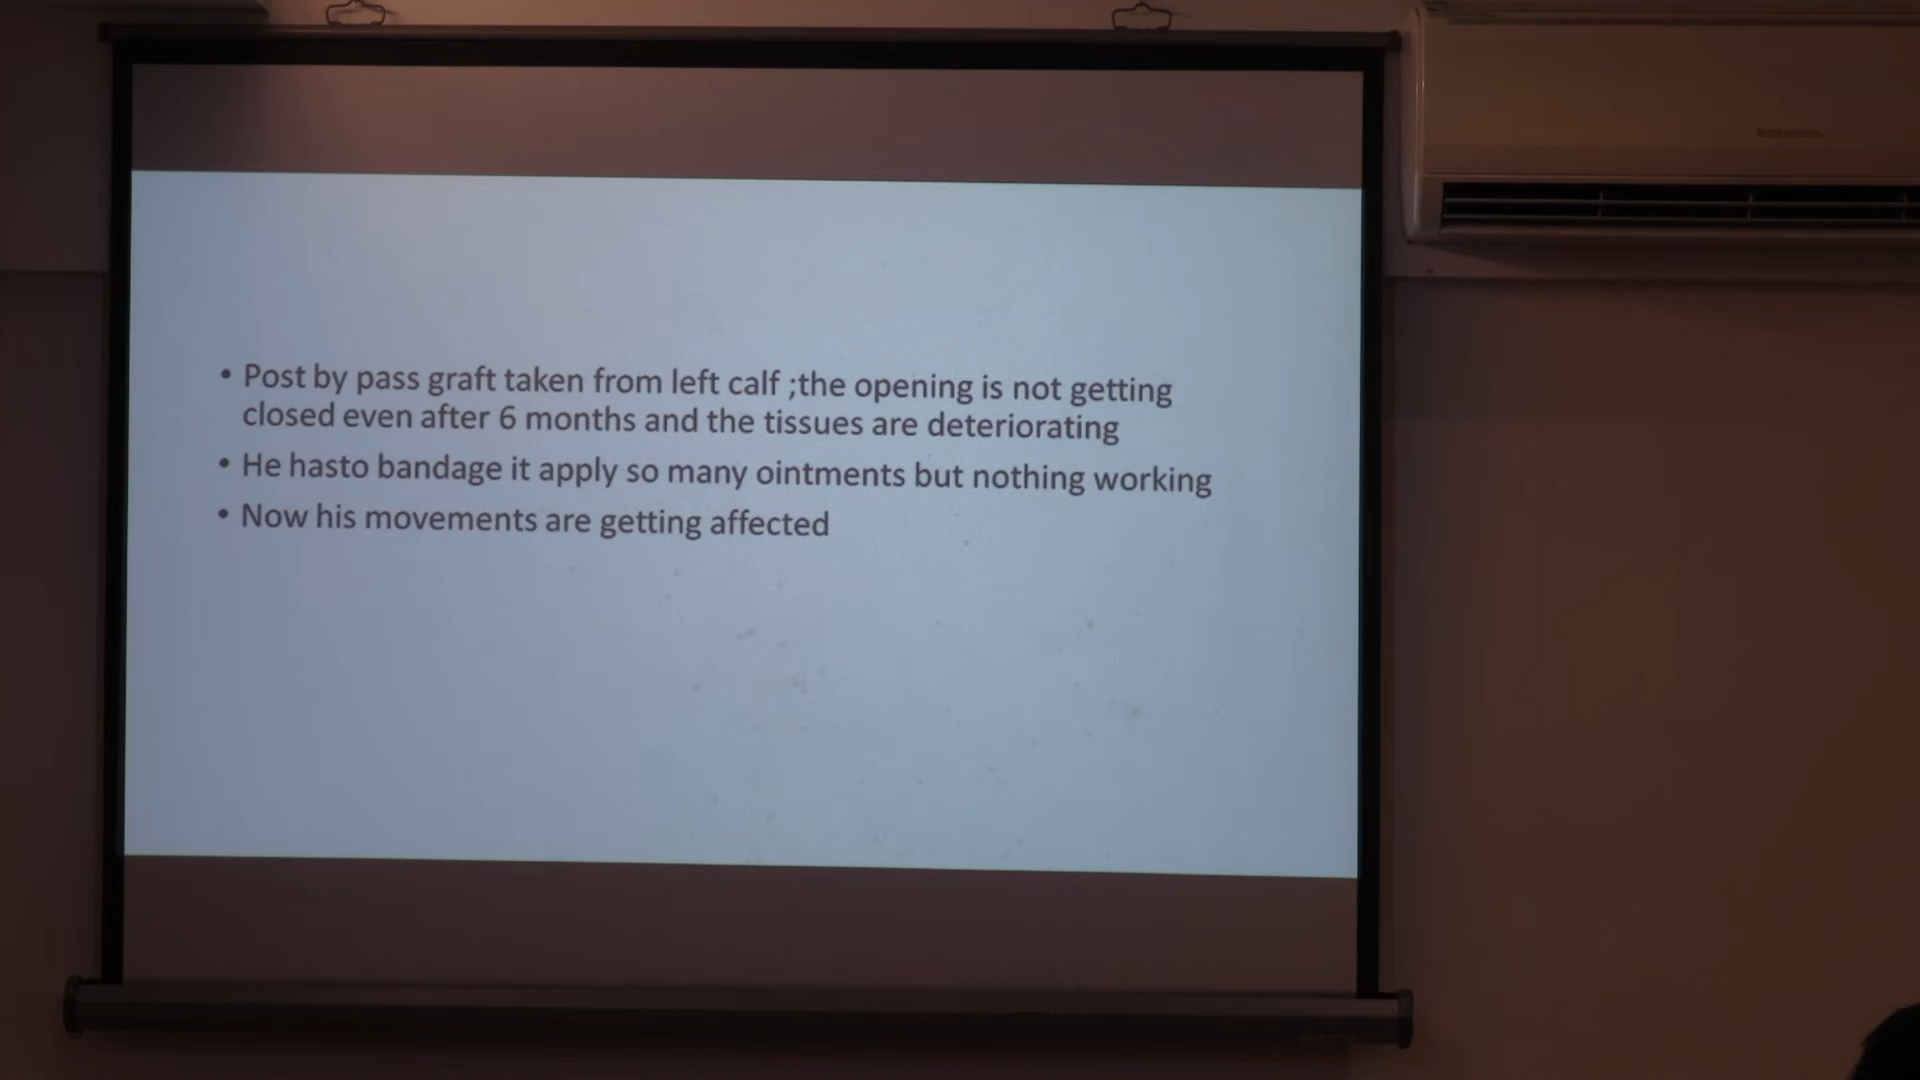 • Post by pass graft taken from left calf ;the opening is not getting
closed even after 6 months and the tissues are deteriorating
• He hasto bandage it apply so many ointments but nothing working
• Now his movements are getting affected